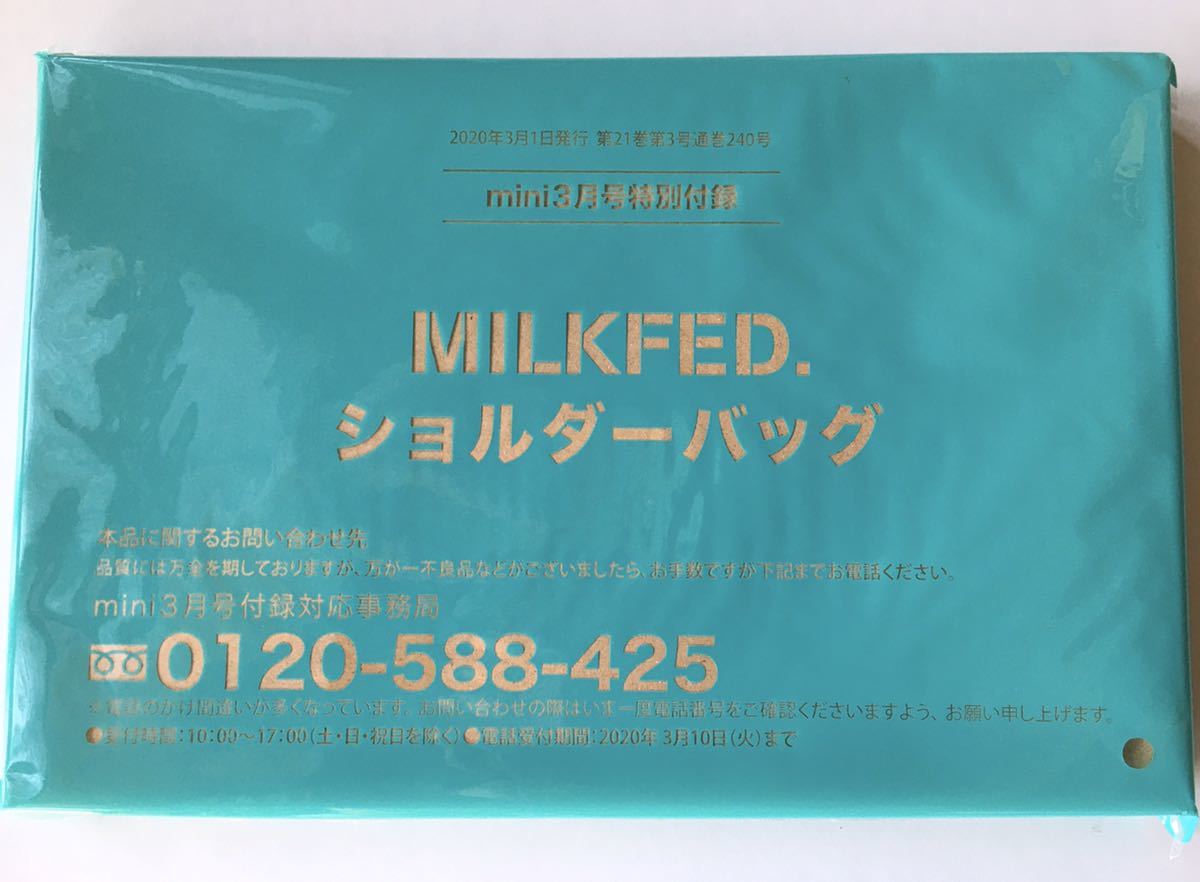 2020年3月1日発行 第21巻第3号通巻240号
mini3月号特別付録
MILKFED.
ショルダーバッグ
本品に関するお問い合わせ先
品質には万全を期しておりますが、万が一不良品などがございましたら、お手数ですが下記までお電話ください。
mini3月号付録対応事務局
0120-588-425
※電話のかけ間違いが多くなっています。お問い合わせの際はいま一度電話番号をご確認くださいますよう、お願い申し上げます。
●受付時間:10:00〜17:00(土・日・祝日を除く)●電話受付期間:2020年 3月10日(火)まで